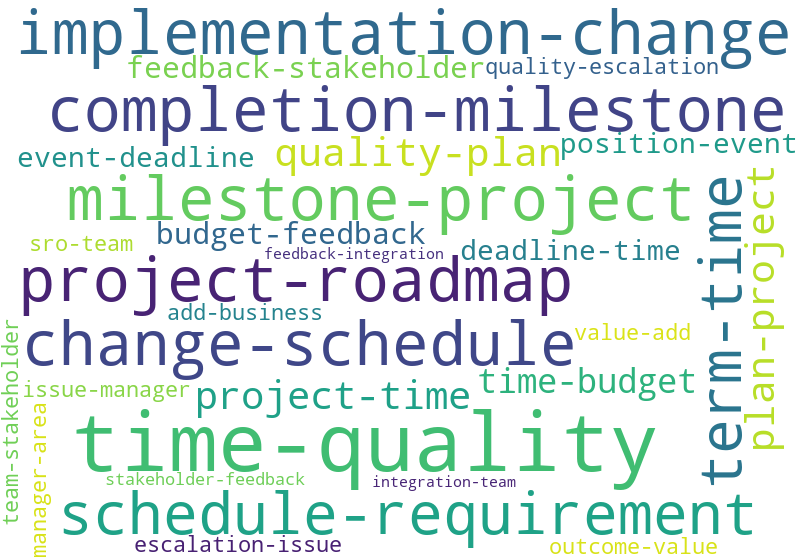 implementation-change
feedback-stakeholder
quality-escalation
completion-milestone
event-deadline
quality-plan
position-event
milestone-project
sro-team
budget-feedback
feedback-integration
deadline-time
project-roadmap
add-business
change-schedule
value-add
issue-manager
project-time
time-budget
time-quality
stakeholder-feedback
integration-team
schedule-requirement
escalation-issue
outcome-value
term-time
plan-project
team-stakeholder
manager-area